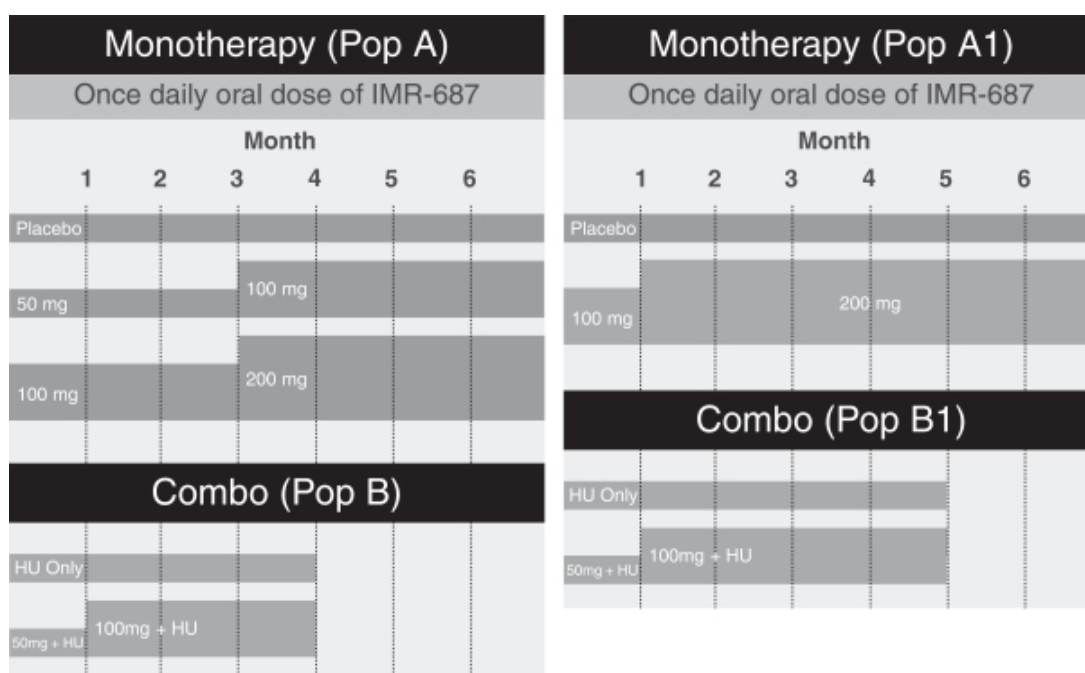 Monotherapy (Pop A)
Once daily oral dose of IMR-687
Month
1 2 3 4 5 6
Placebo
100 mg
50 mg
200 mg
100 mg
Combo (Pop B)
HU Only
100mg + HU
50mg + HU
Monotherapy (Pop A1)
Once daily oral dose of IMR-687
Month
1 2 3 4 5 6
Placebo
200 mg
100 mg
Combo (Pop B1)
HU Only
100mg + HU
50mg + HU